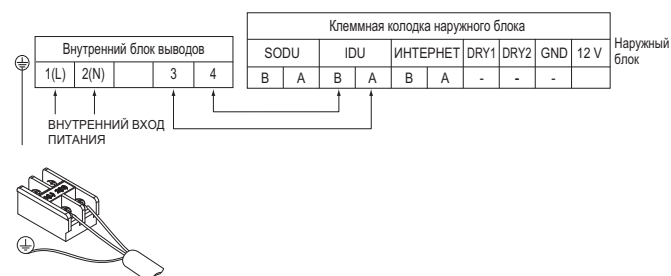 Клеммная колодка наружного блока
Внутренний блок выводов
SODU IDU ИНТЕРНЕТ DRY1 DRY2 GND 12 V
Наружный
блок
1(L) 2(N) 3 4
B A B A B A - - -
ВНУТРЕННИЙ ВХОД
ПИТАНИЯ